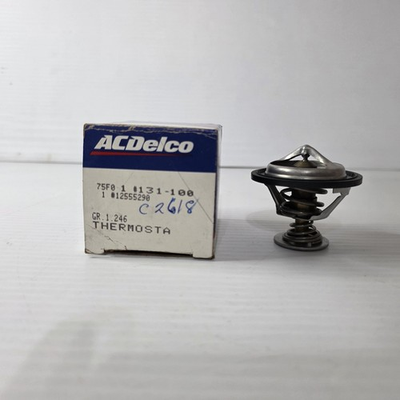 ACDelco
75F0 1 #131-100
1 #12555290
C2618
GR.1.246
THERMOSTA